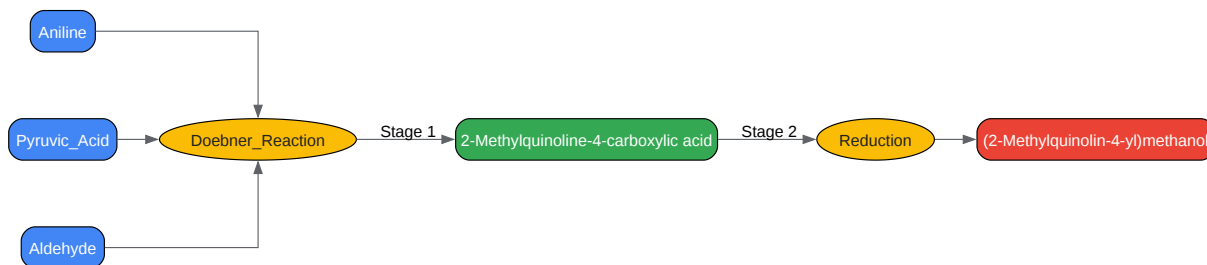 Aniline
Pyruvic_Acid
Aldehyde
Doebner_Reaction
Stage 1
2-Methylquinoline-4-carboxylic acid
Stage 2
Reduction
(2-Methylquinolin-4-yl)methanol